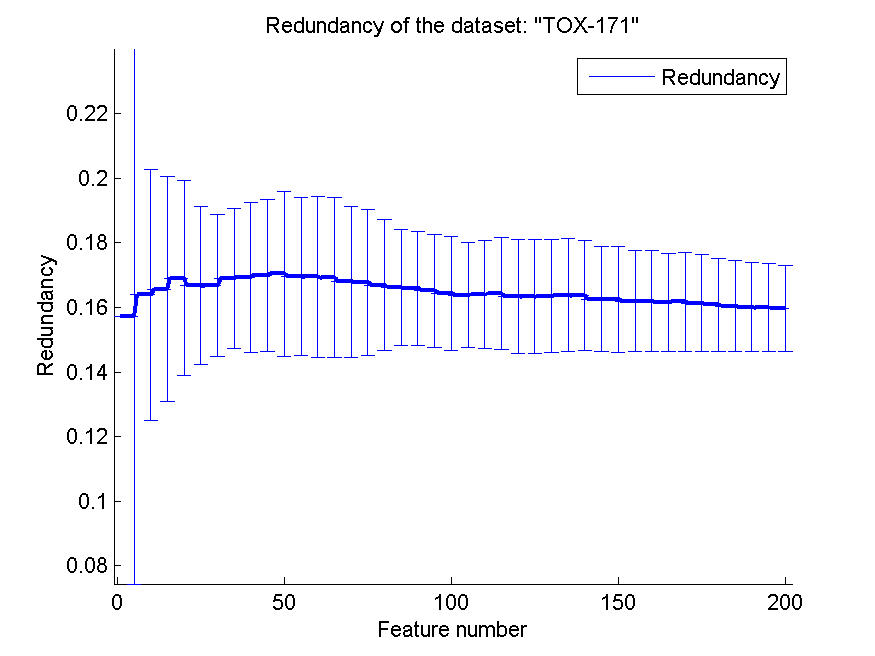 Redundancy of the dataset: "TOX-171"
Redundancy
0.22
0.2
0.18
0.16
0.14
0.12
0.1
0.08
Redundancy
0 50 100 150 200
Feature number